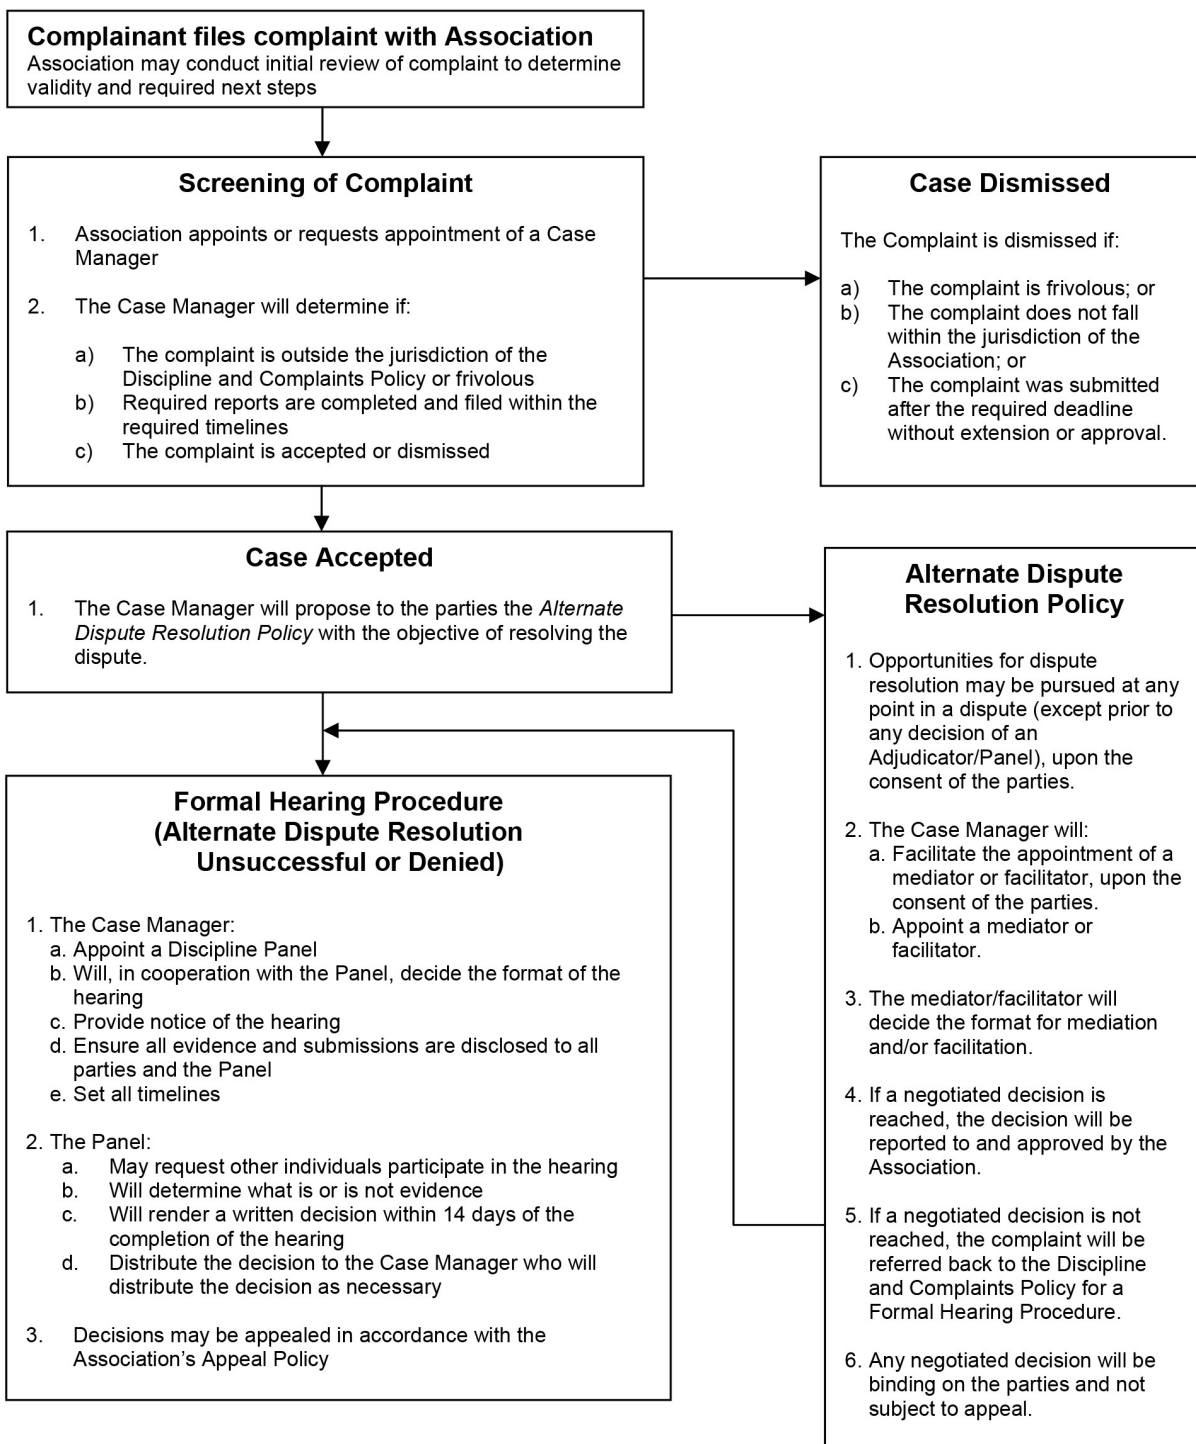 Complainant files complaint with Association
Association may conduct initial review of complaint to determine
validity and required next steps
Screening of Complaint
1. Association appoints or requests appointment of a Case
Manager
2. The Case Manager will determine if:
a) The complaint is outside the jurisdiction of the
Discipline and Complaints Policy or frivolous
b) Required reports are completed and filed within the
required timelines
c) The complaint is accepted or dismissed
Case Dismissed
The Complaint is dismissed if:
a) The complaint is frivolous; or
b) The complaint does not fall
within the jurisdiction of the
Association; or
c) The complaint was submitted
after the required deadline
without extension or approval.
Case Accepted
1. The Case Manager will propose to the parties the Alternate
Dispute Resolution Policy with the objective of resolving the
dispute.
Alternate Dispute
Resolution Policy
1. Opportunities for dispute
resolution may be pursued at any
point in a dispute (except prior to
any decision of an
Adjudicator/Panel), upon the
consent of the parties.
2. The Case Manager will:
a. Facilitate the appointment of a
mediator or facilitator, upon the
consent of the parties.
b. Appoint a mediator or
facilitator.
3. The mediator/facilitator will
decide the format for mediation
and/or facilitation.
4. If a negotiated decision is
reached, the decision will be
reported to and approved by the
Association.
5. If a negotiated decision is not
reached, the complaint will be
referred back to the Discipline
and Complaints Policy for a
Formal Hearing Procedure.
6. Any negotiated decision will be
binding on the parties and not
subject to appeal.
Formal Hearing Procedure
(Alternate Dispute Resolution
Unsuccessful or Denied)
1. The Case Manager:
a. Appoint a Discipline Panel
b. Will, in cooperation with the Panel, decide the format of the
hearing
c. Provide notice of the hearing
d. Ensure all evidence and submissions are disclosed to all
parties and the Panel
e. Set all timelines
2. The Panel:
a. May request other individuals participate in the hearing
b. Will determine what is or is not evidence
c. Will render a written decision within 14 days of the
completion of the hearing
d. Distribute the decision to the Case Manager who will
distribute the decision as necessary
3. Decisions may be appealed in accordance with the
Association’s Appeal Policy